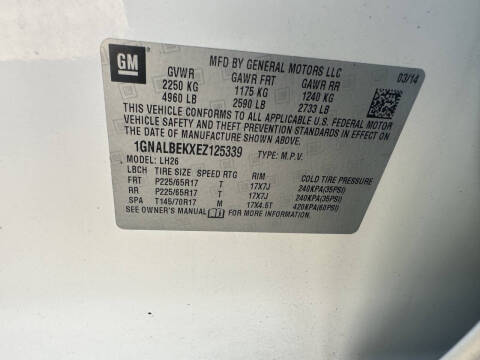 GM
MFD BY GENERAL MOTORS LLC
03/14
GVWR GAWR FRT GAWR RR
2250 KG 1175 KG 1240 KG
4960 LB 2590 LB 2733 LB
THIS VEHICLE CONFORMS TO ALL APPLICABLE U.S. FEDERAL MOTOR
VEHICLE SAFETY AND THEFT PREVENTION STANDARDS IN EFFECT ON
THE DATE OF MANUFACTURE SHOWN ABOVE.
1GNALBEKXEZ125339 TYPE: M.P.V.
MODEL: LH26
LBCH TIRE SIZE SPEED RTG RIM COLD TIRE PRESSURE
FRT P225/65R17 T 17X7J 240KPA(35PSI)
RR P225/65R17 T 17X7J 240KPA(35PSI)
SPA T145/70R17 M 17X4.5T 420KPA(60PSI)
SEE OWNER'S MANUAL FOR MORE INFORMATION.